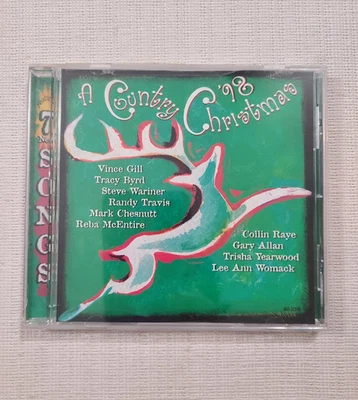 A Country
Christmas '98
Vince Gill
Tracy Byrd
Steve Wariner
Randy Travis
Mark Chesnutt
Reba McEntire
Collin Raye
Gary Allan
Trisha Yearwood
Lee Ann Womack
7
SONGS